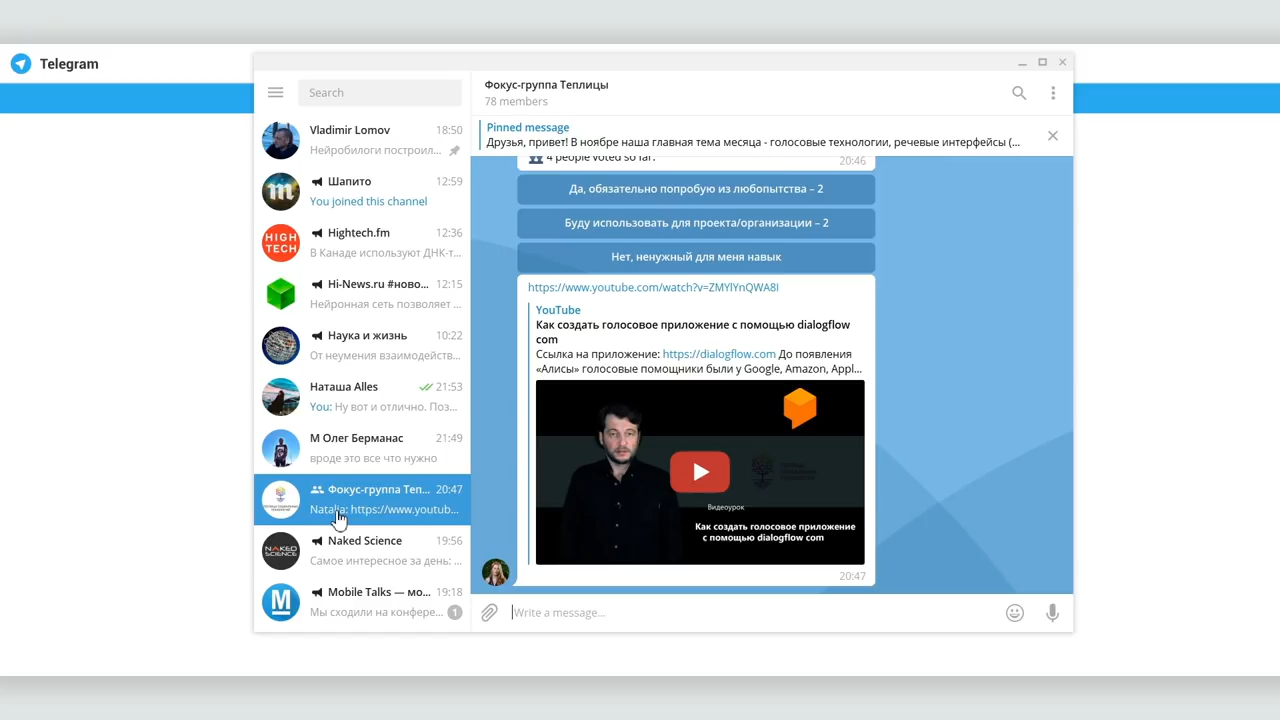 Telegram
Search
Vladimir Lomov 18:50
Нейробиологи построил...
Шапито 12:59
You joined this channel
HIGH TECH
Hightech.fm 12:36
В Канаде используют ДНК-т...
Hi-News.ru #ново... 12:15
Нейронная сеть позволяет ...
Наука и жизнь 10:22
От неумения взаимодейств...
Наташа Alles 21:53
You: Ну вот и отлично. Поз...
М Олег Берманас 21:49
вроде это все что нужно
Фокус-группа Теп... 20:47
Natalia: https://www.youtub...
NAKED SCIENCE
Naked Science 19:56
Самое интересное за день: ...
M
Mobile Talks — мо... 19:18
Мы сходили на конфере... 1
Фокус-группа Теплицы
78 members
Pinned message
Друзья, привет! В ноябре наша главная тема месяца - голосовые технологии, речевые интерфейсы (...
4 people voted so far.
20:46
Да, обязательно попробую из любопытства – 2
Буду использовать для проекта/организации – 2
Нет, ненужный для меня навык
https://www.youtube.com/watch?v=ZMYlYnQWA8I
YouTube
Как создать голосовое приложение с помощью dialogflow
com
Ссылка на приложение: https://dialogflow.com До появления
«Алисы» голосовые помощники были у Google, Amazon, Appl...
Видеоурок
Как создать голосовое приложение
с помощью dialogflow com
20:47
Write a message...